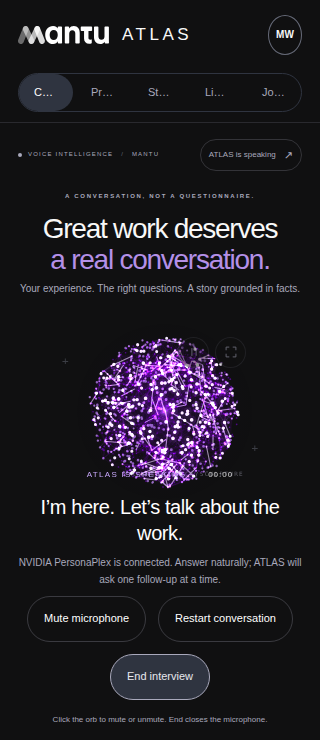 mantu ATLAS
MW
C… Pr… St… Li… Jo…
VOICE INTELLIGENCE / MANTU
ATLAS is speaking ↗
A CONVERSATION, NOT A QUESTIONNAIRE.
Great work deserves
a real conversation.
Your experience. The right questions. A story grounded in facts.
ATLAS IS SPEAKING 00:00
I'm here. Let's talk about the
work.
NVIDIA PersonaPlex is connected. Answer naturally; ATLAS will
ask one follow-up at a time.
Mute microphone
Restart conversation
End interview
Click the orb to mute or unmute. End closes the microphone.